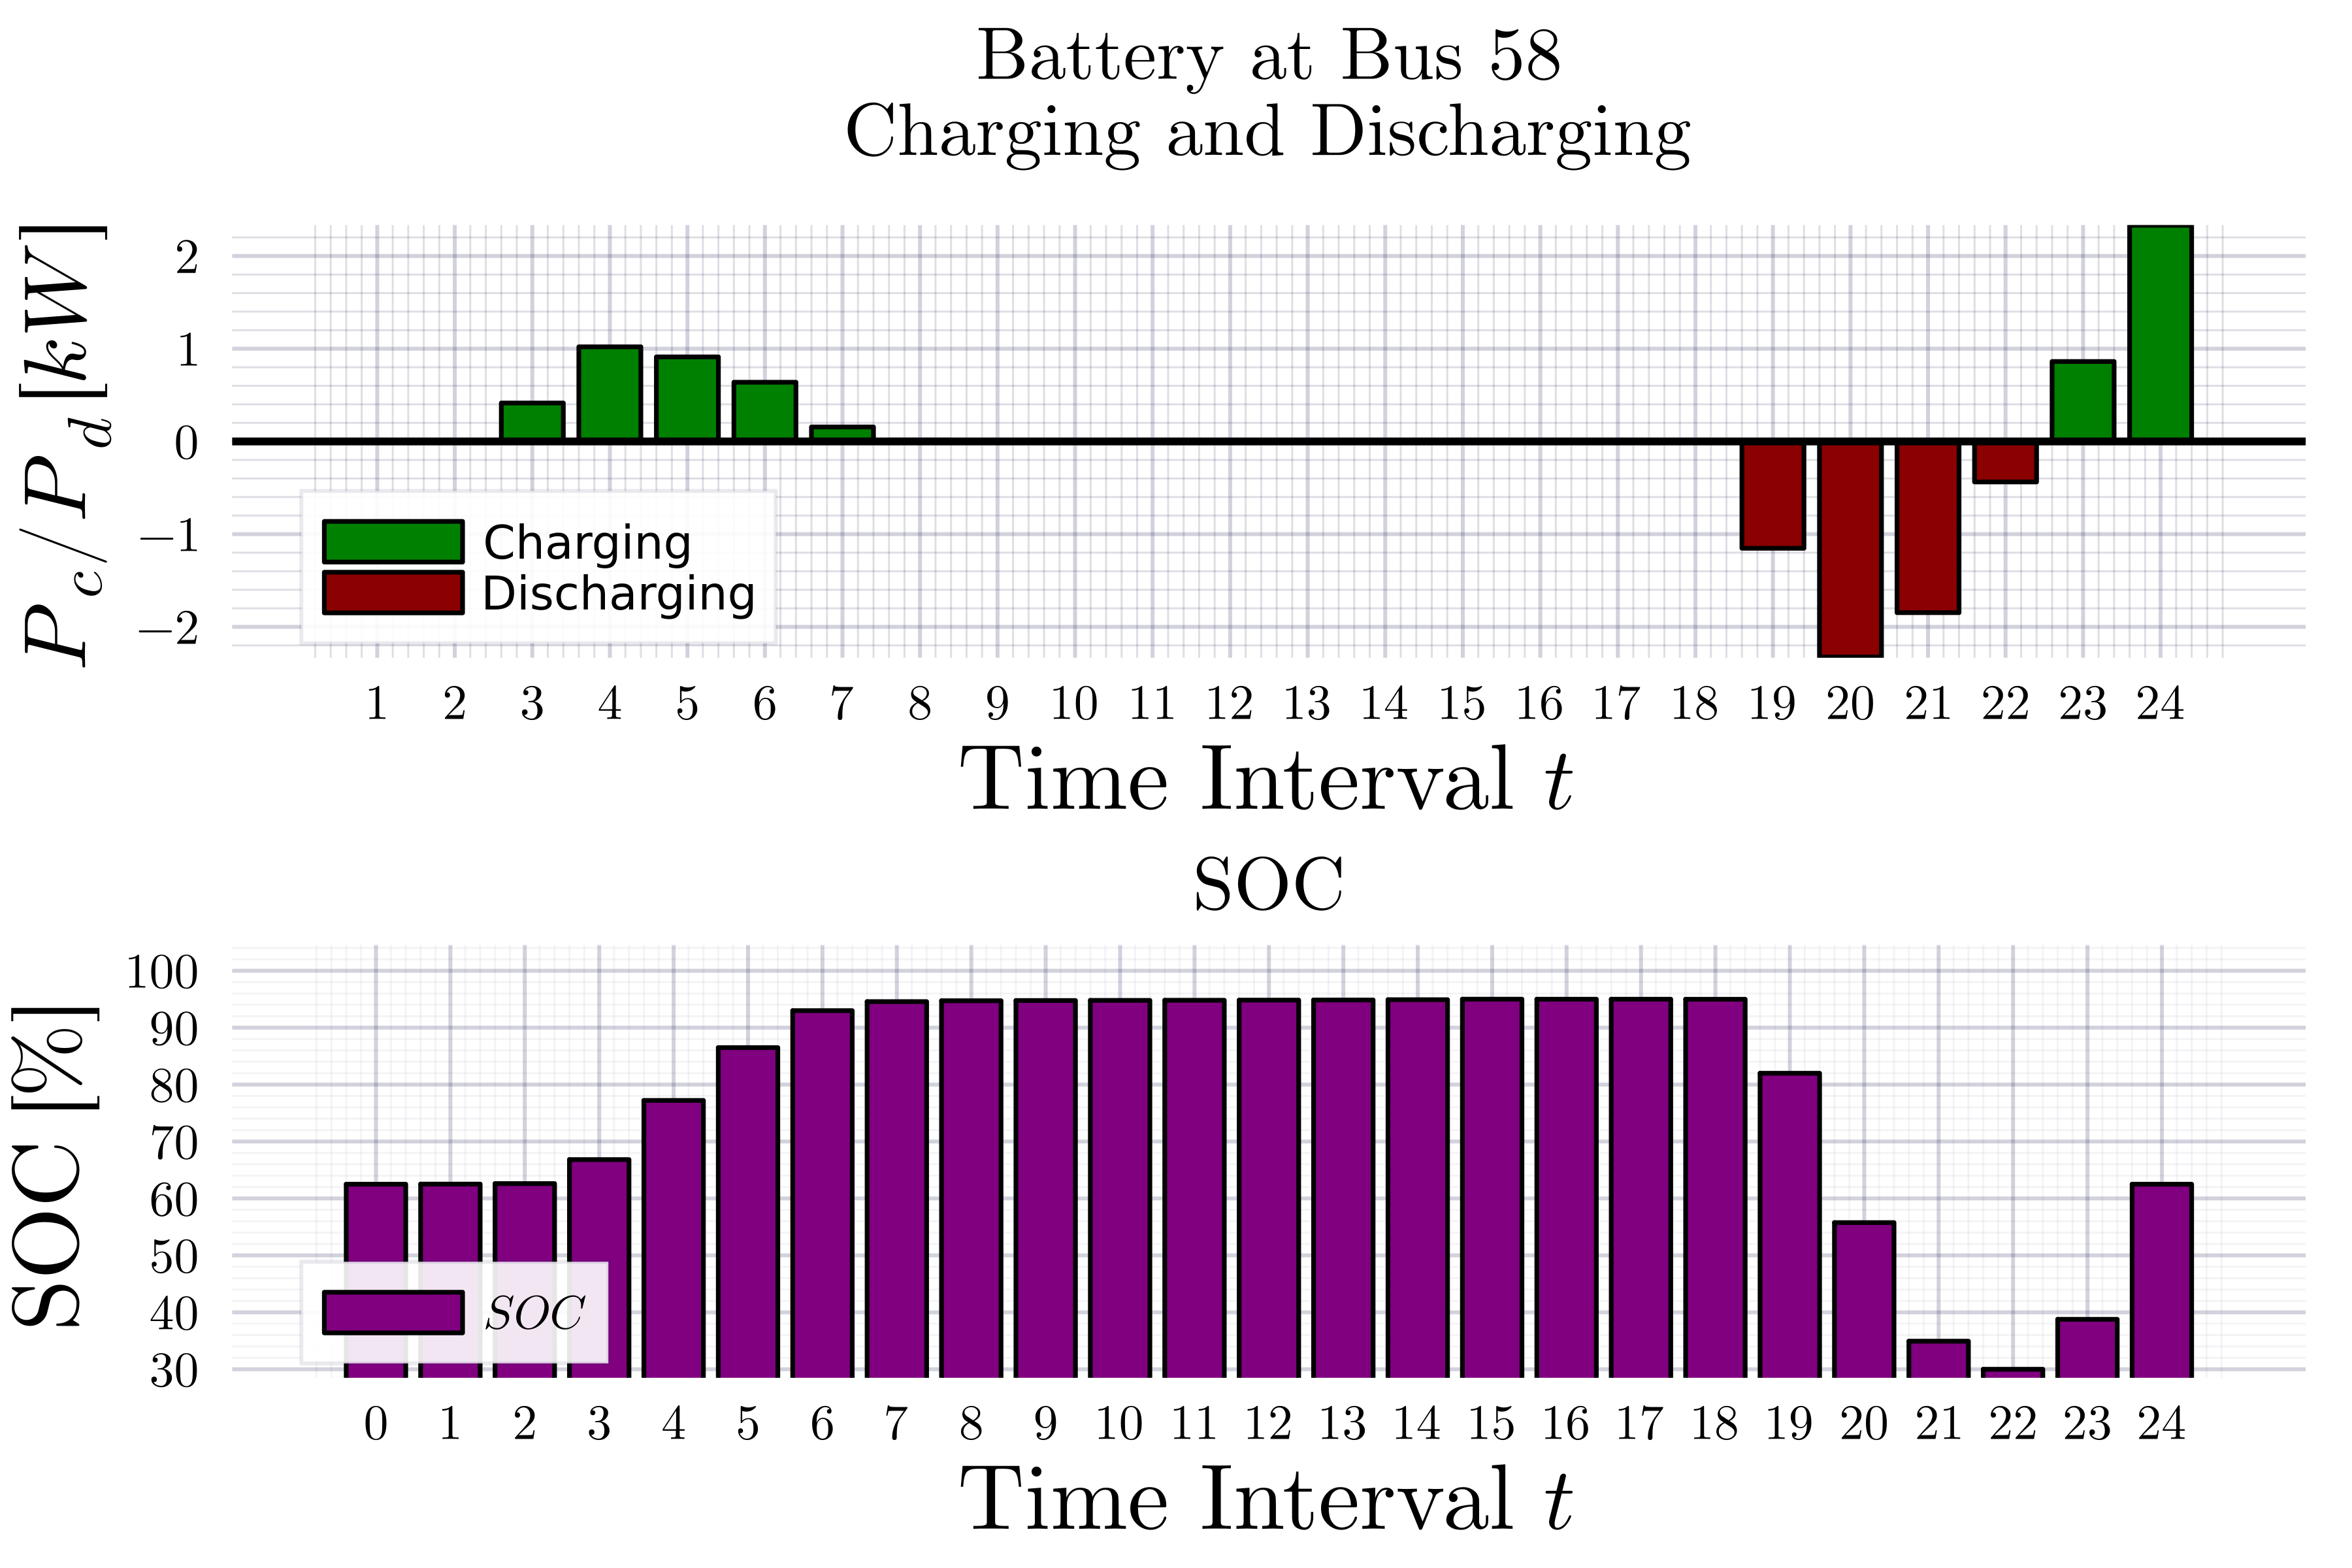 Battery at Bus 58
Charging and Discharging
P_c/P_d [kW]
2
1
0
−1
−2
Charging
Discharging
1 2 3 4 5 6 7 8 9 10 11 12 13 14 15 16 17 18 19 20 21 22 23 24
Time Interval t
SOC
SOC [%]
100
90
80
70
60
50
40
30
SOC
0 1 2 3 4 5 6 7 8 9 10 11 12 13 14 15 16 17 18 19 20 21 22 23 24
Time Interval t